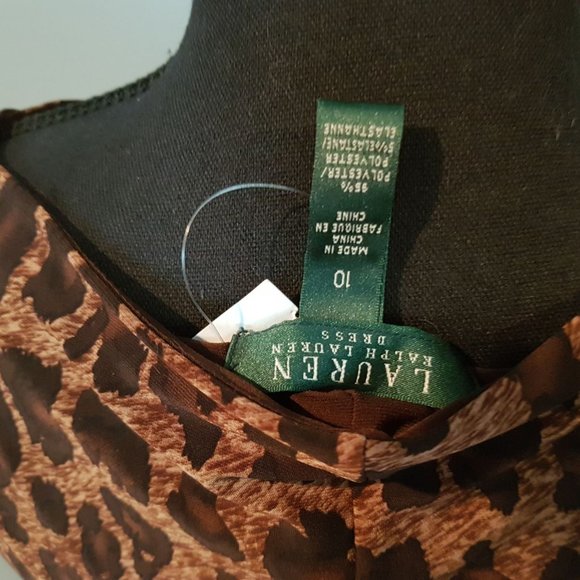 LAUREN
RALPH LAUREN
DRESS
10
MADE IN
CHINA
FABRIQUE EN
CHINE
95%
POLYESTER/
POLYESTER
5%ELASTANE/
ELASTHANNE